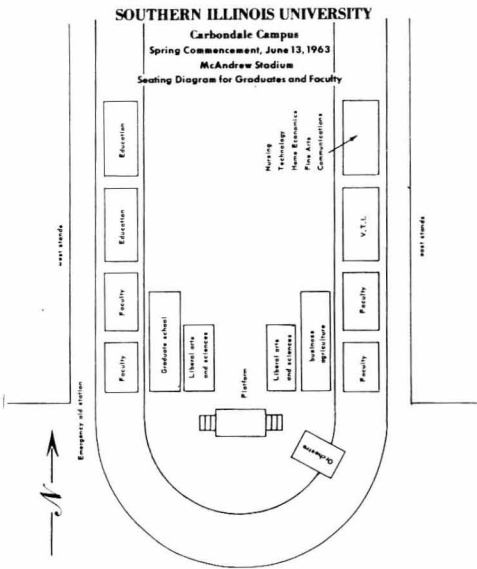 SOUTHERN ILLINOIS UNIVERSITY
Carbondale Campus
Spring Commencement, June 13, 1963
McAndrew Stadium
Seating Diagram for Graduates and Faculty
Education
Nursing
Technology
Home Economics
Fine Arts
Communications
west stands
Education
V.T.I.
east stands
Faculty
Graduate school
Liberal arts
and sciences
Liberal arts
and sciences
business
agriculture
Faculty
Faculty
Faculty
Platform
Emergency aid station
Orchestra
N